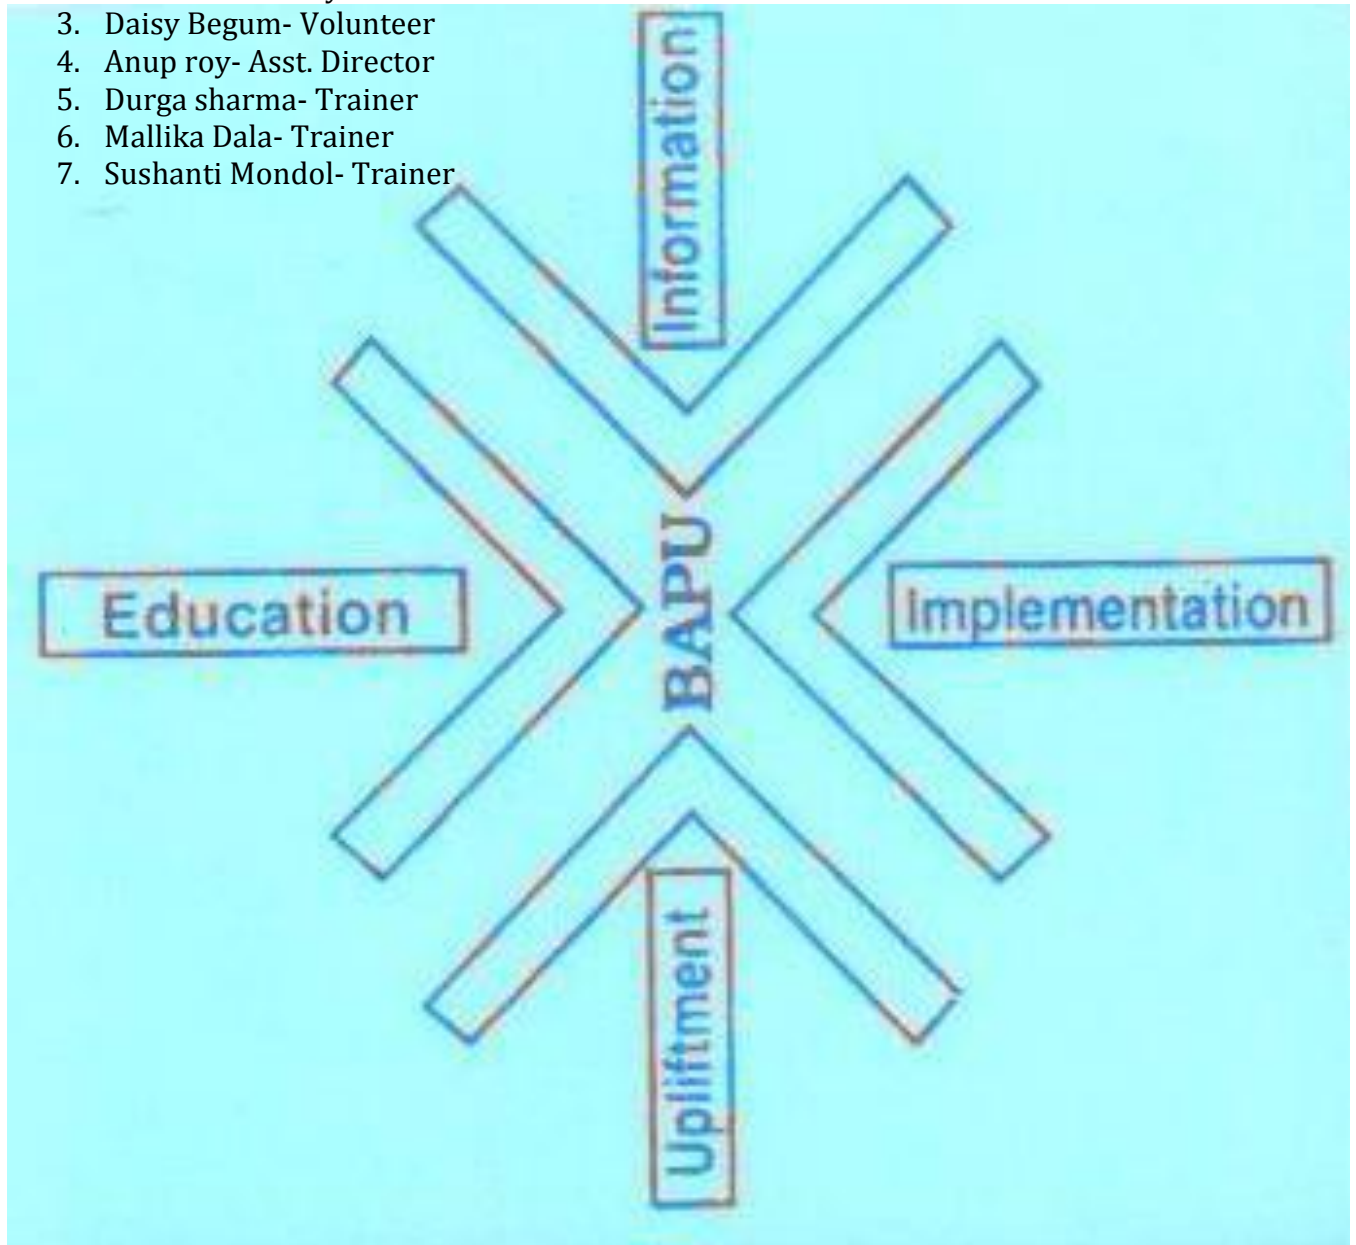 3. Daisy Begum- Volunteer
4. Anup roy- Asst. Director
5. Durga sharma- Trainer
6. Mallika Dala- Trainer
7. Sushanti Mondol- Trainer
Information
Education
BAPU
Implementation
Upliftment